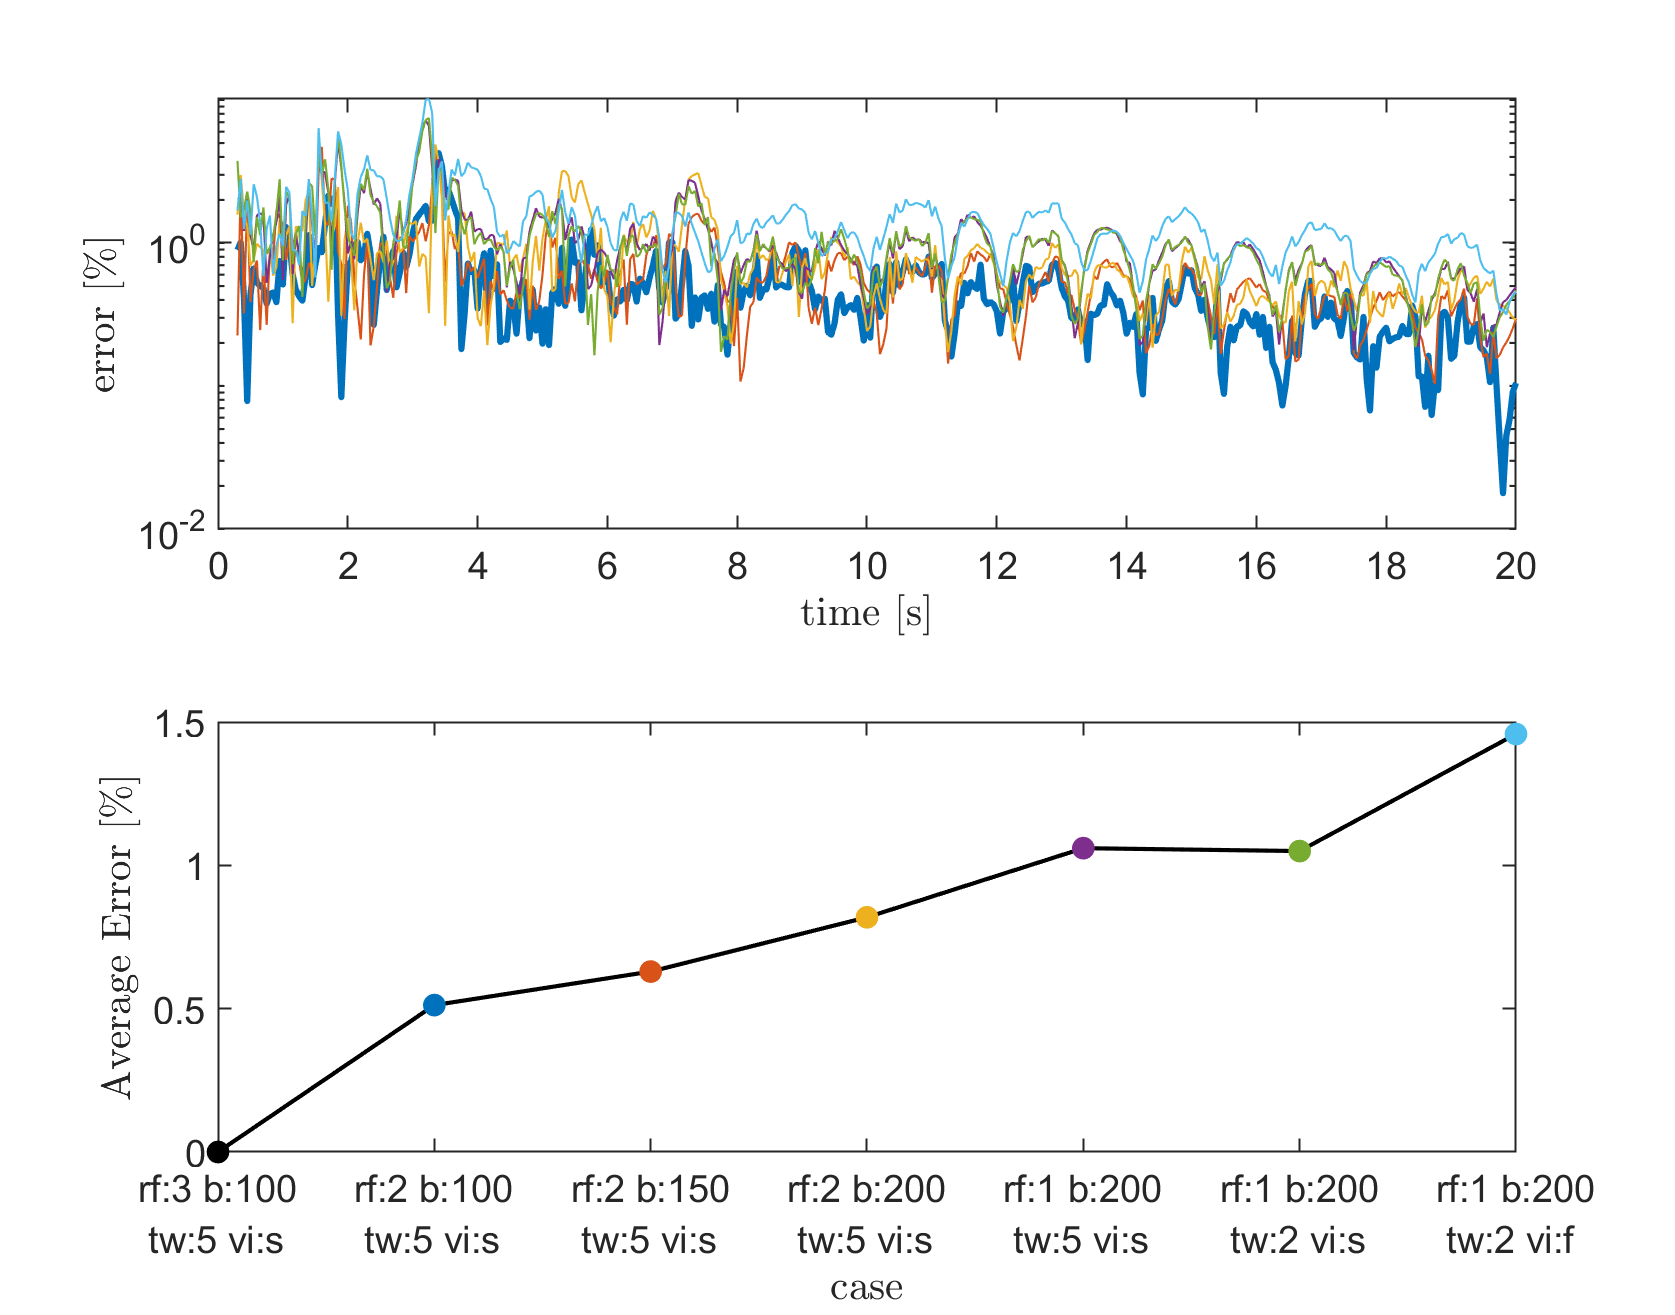 error [%]
10^0
10^-2
0 2 4 6 8 10 12 14 16 18 20
time [s]
Average Error [%]
1.5
1
0.5
0
rf:3 b:100 rf:2 b:100 rf:2 b:150 rf:2 b:200 rf:1 b:200 rf:1 b:200 rf:1 b:200
tw:5 vi:s tw:5 vi:s tw:5 vi:s tw:5 vi:s tw:5 vi:s tw:2 vi:s tw:2 vi:f
case